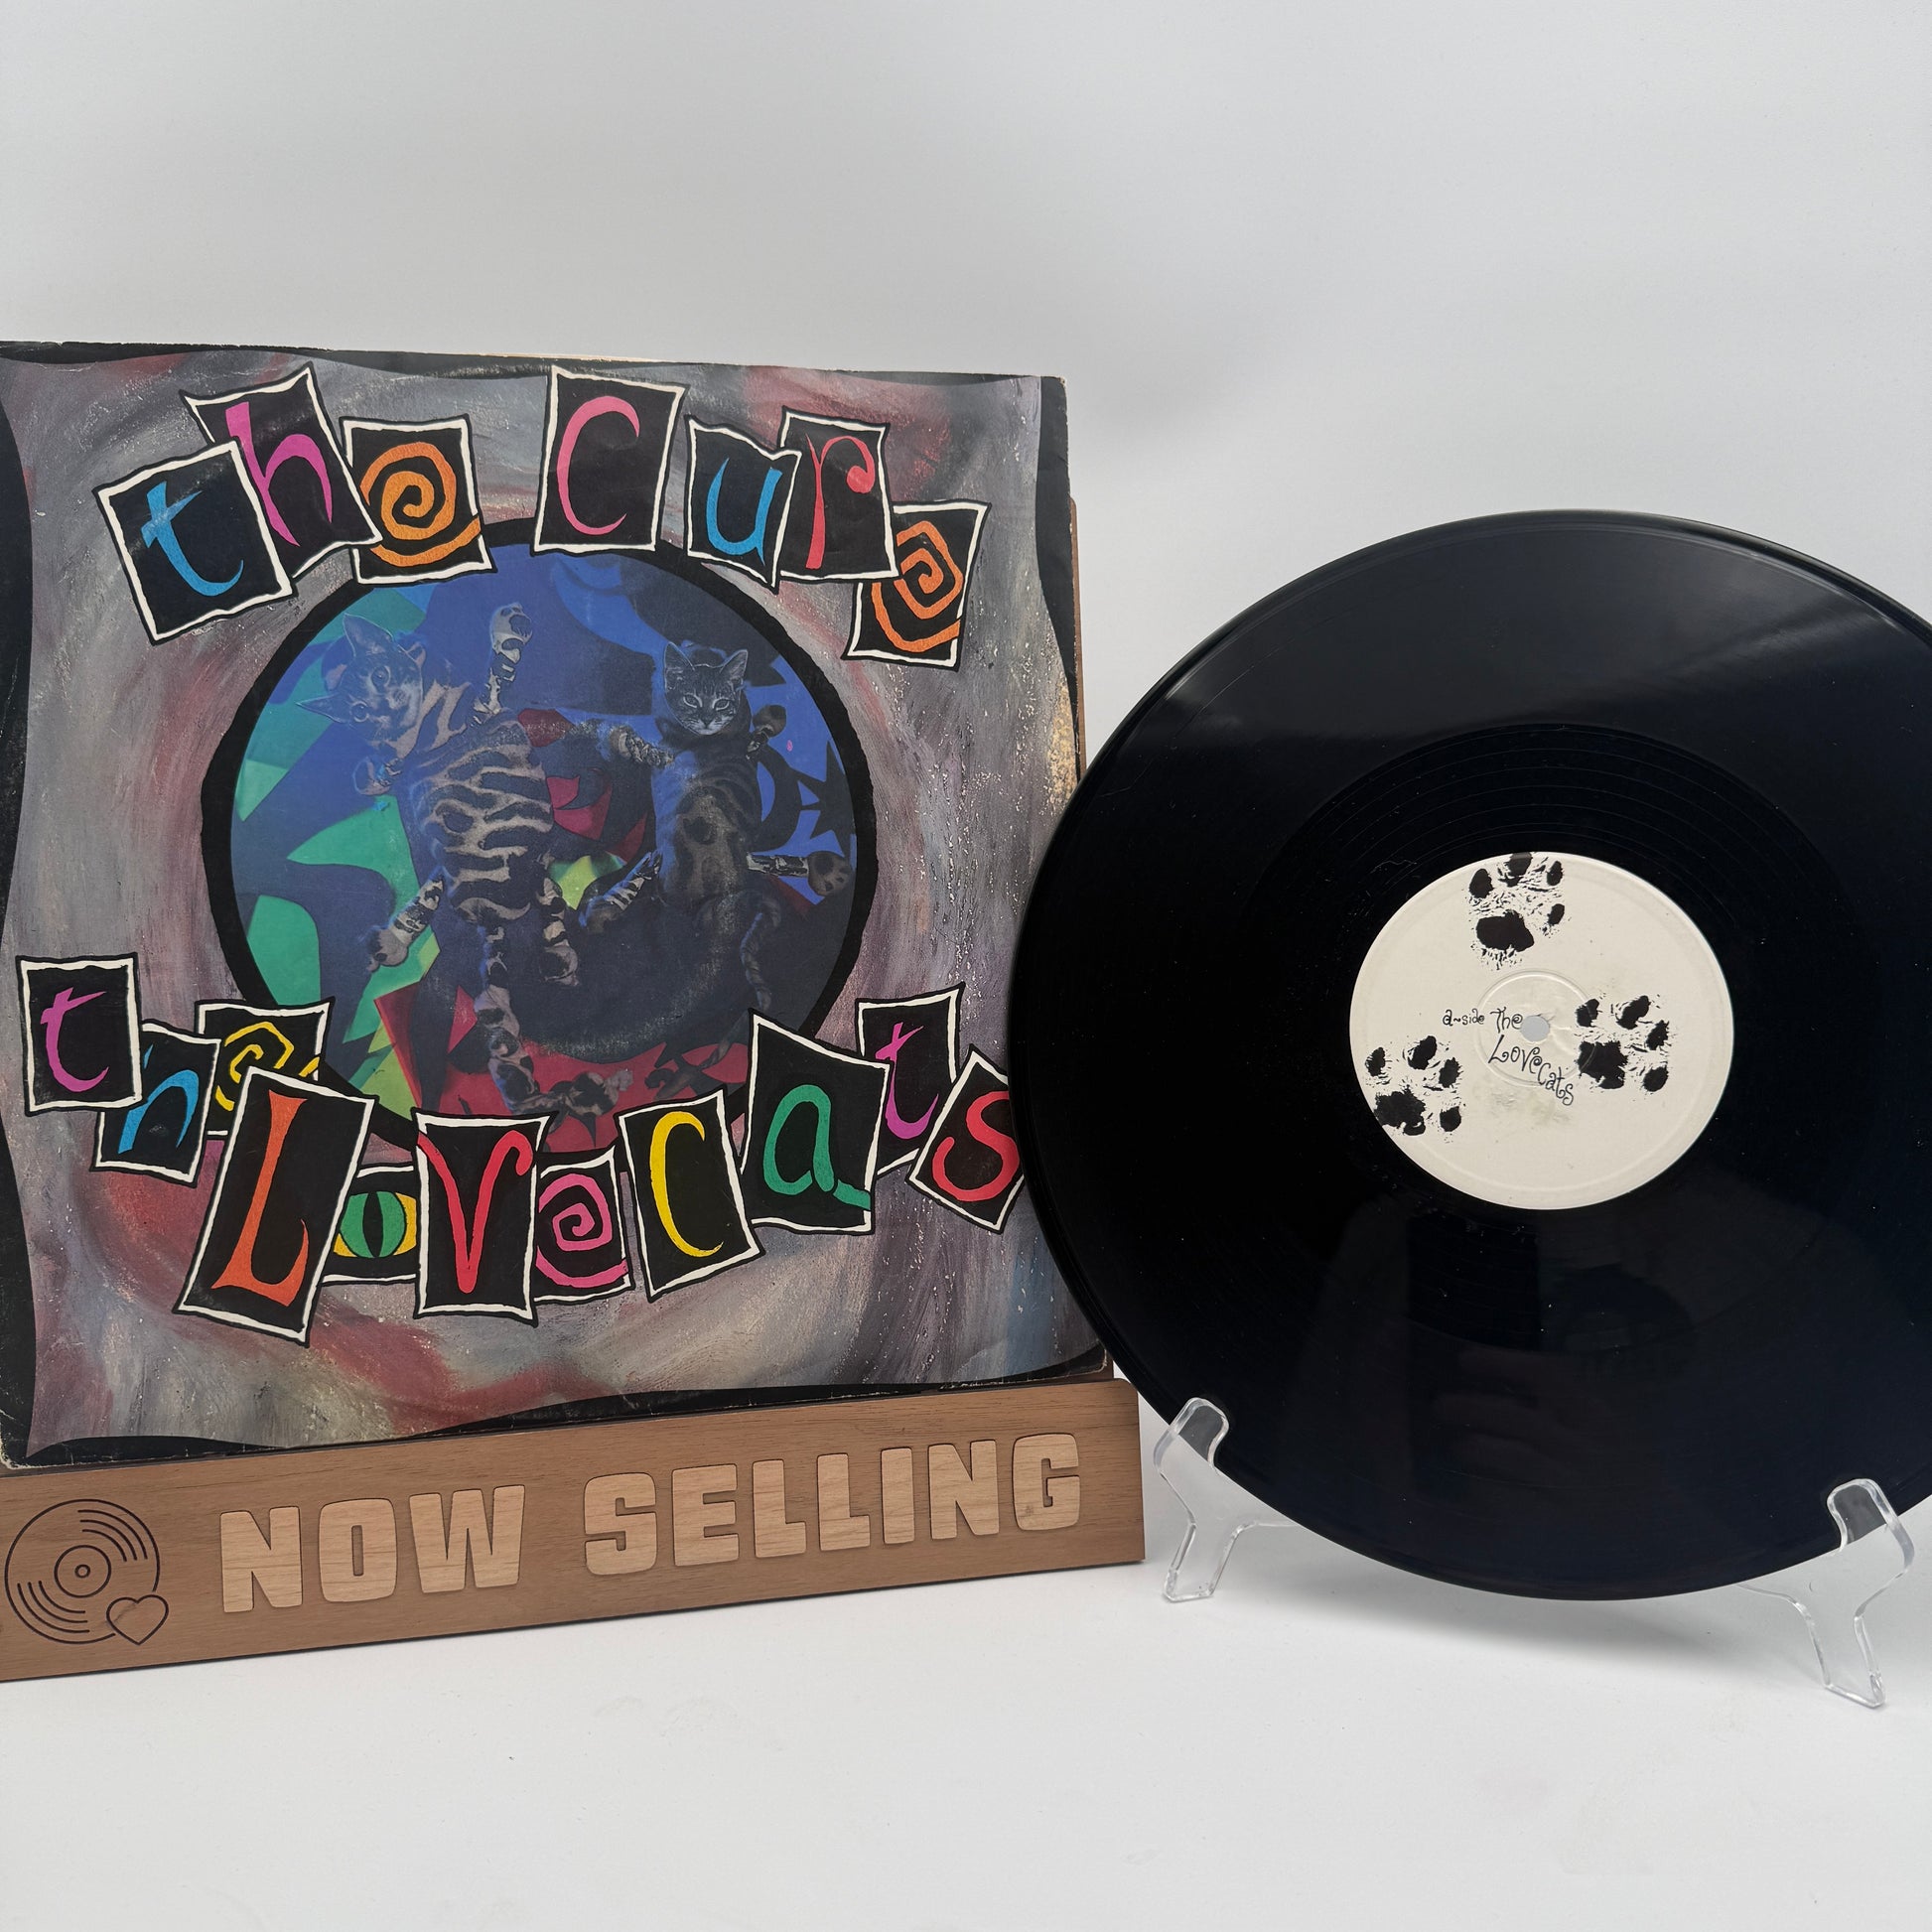 the Cure
the Lovecats
NOW SELLING
a~side The
LoveCats